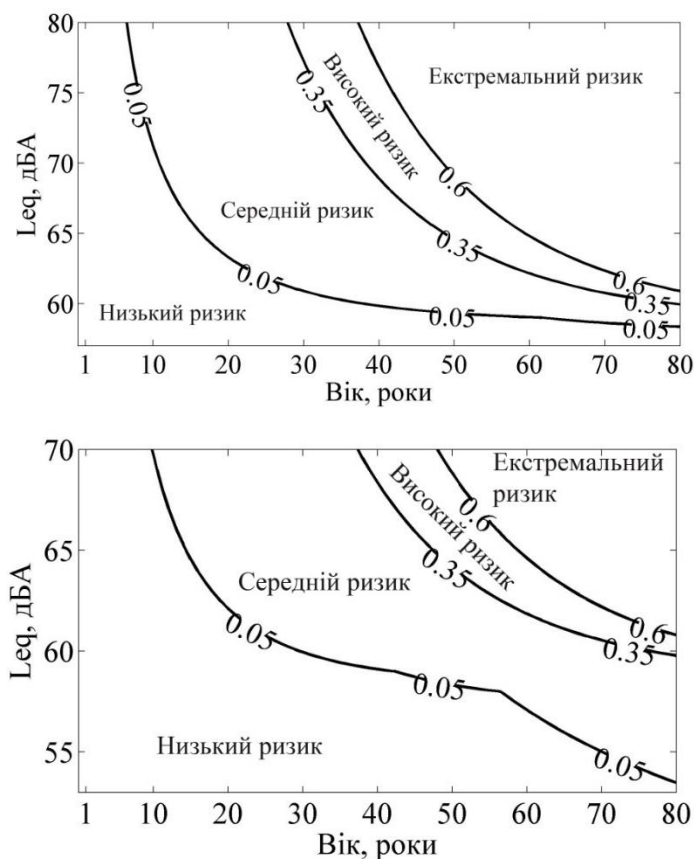 80
Leq, дБА
75
70
65
60
0.05
0.35
Високий ризик
0.6
Екстремальний ризик
Середній ризик
0.05
0.35
0.6
0.35
Низький ризик
0.05
0.05
1 10 20 30 40 50 60 70 80
Вік, роки
70
Leq, дБА
65
60
55
Високий ризик
0.6
Екстремальний
ризик
Середній ризик
0.35
0.05
0.6
0.35
0.05
Низький ризик
0.05
1 10 20 30 40 50 60 70 80
Вік, роки